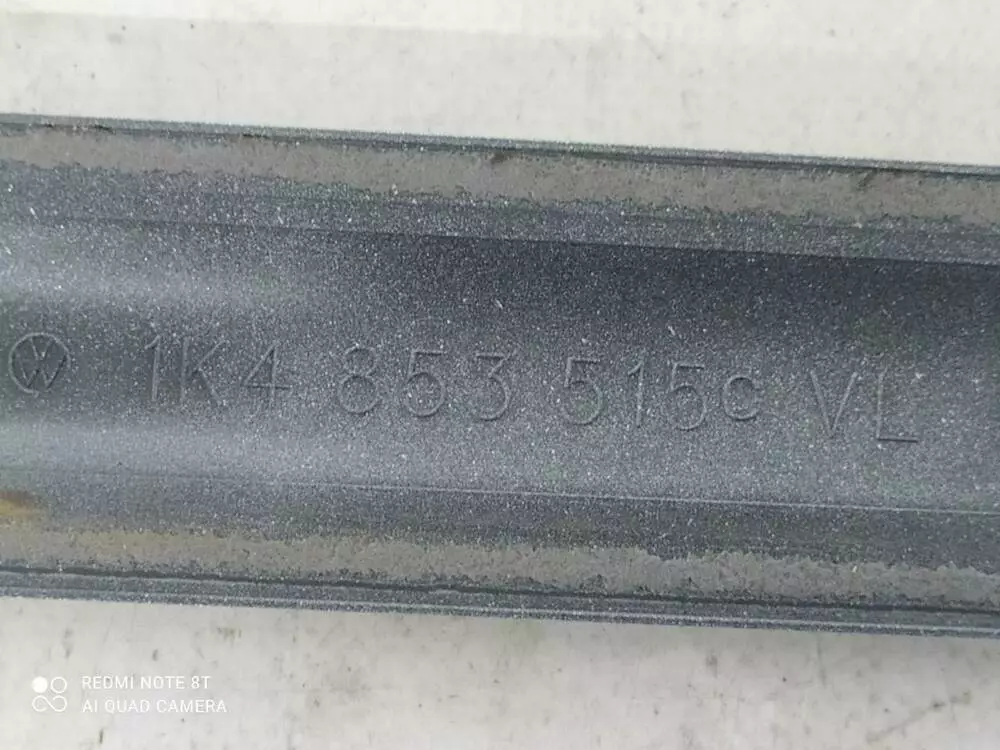 1K4 853 515C VL
REDMI NOTE 8T
AI QUAD CAMERA